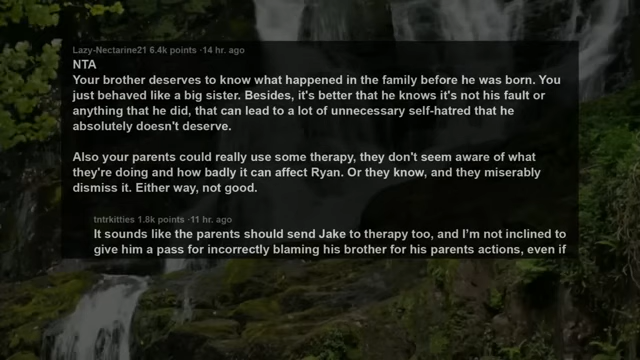 Lazy-Nectarine21 6.4k points ·14 hr. ago
NTA
Your brother deserves to know what happened in the family before he was born. You
just behaved like a big sister. Besides, it's better that he knows it's not his fault or
anything that he did, that can lead to a lot of unnecessary self-hatred that he
absolutely doesn't deserve.
Also your parents could really use some therapy, they don't seem aware of what
they're doing and how badly it can affect Ryan. Or they know, and they miserably
dismiss it. Either way, not good.
tntrkitties 1.8k points ·11 hr. ago
It sounds like the parents should send Jake to therapy too, and I'm not inclined to
give him a pass for incorrectly blaming his brother for his parents actions, even if